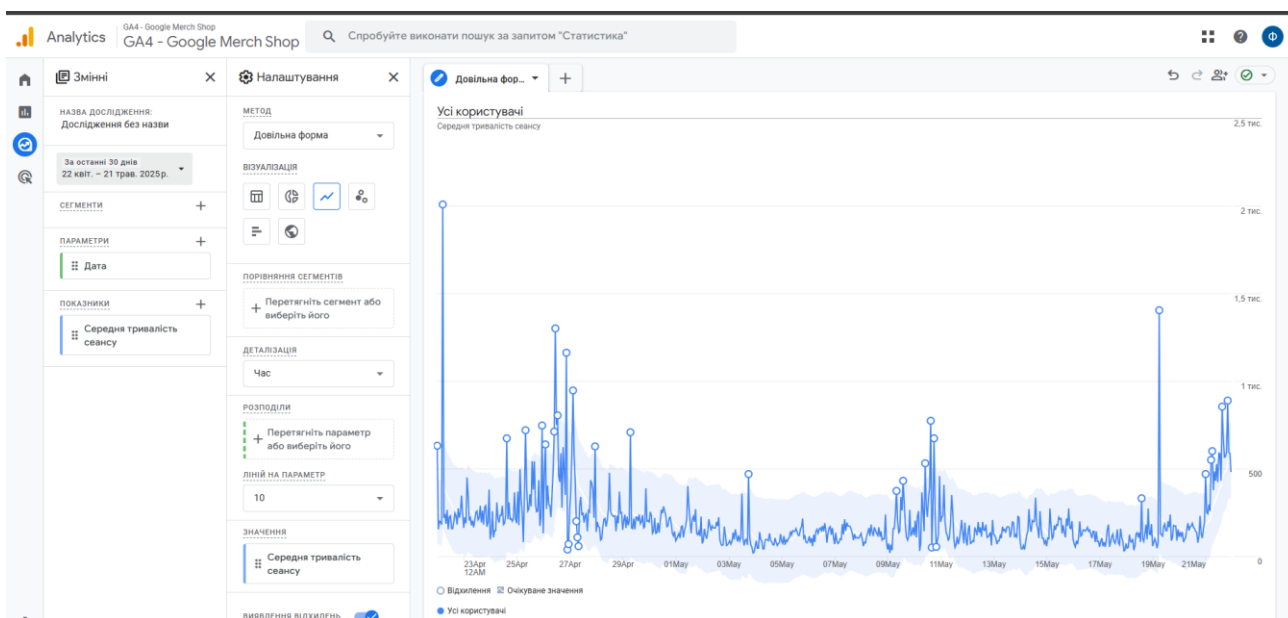 GA4 - Google Merch Shop
Analytics
GA4 - Google Merch Shop
Спробуйте виконати пошук за запитом "Статистика"
Ф
Змінні
НАЗВА ДОСЛІДЖЕННЯ:
Дослідження без назви
За останні 30 днів
22 квіт. – 21 трав. 2025 р.
СЕГМЕНТИ
ПАРАМЕТРИ
Дата
ПОКАЗНИКИ
Середня тривалість
сеансу
Налаштування
МЕТОД
Довільна форма
ВІЗУАЛІЗАЦІЯ
ПОРІВНЯННЯ СЕГМЕНТІВ
Перетягніть сегмент або
виберіть його
ДЕТАЛІЗАЦІЯ
Час
РОЗПОДІЛИ
Перетягніть параметр
або виберіть його
ЛІНІЙ НА ПАРАМЕТР
10
ЗНАЧЕННЯ
Середня тривалість
сеансу
ВИЯВЛЕННЯ ВІДХИЛЕНЬ
Довільна фор...
Усі користувачі
Середня тривалість сеансу
2,5 тис.
2 тис.
1,5 тис.
1 тис.
500
0
23Apr 25Apr 27Apr 29Apr 01May 03May 05May 07May 09May 11May 13May 15May 17May 19May 21May
12AM
Відхилення Очікуване значення
Усі користувачі